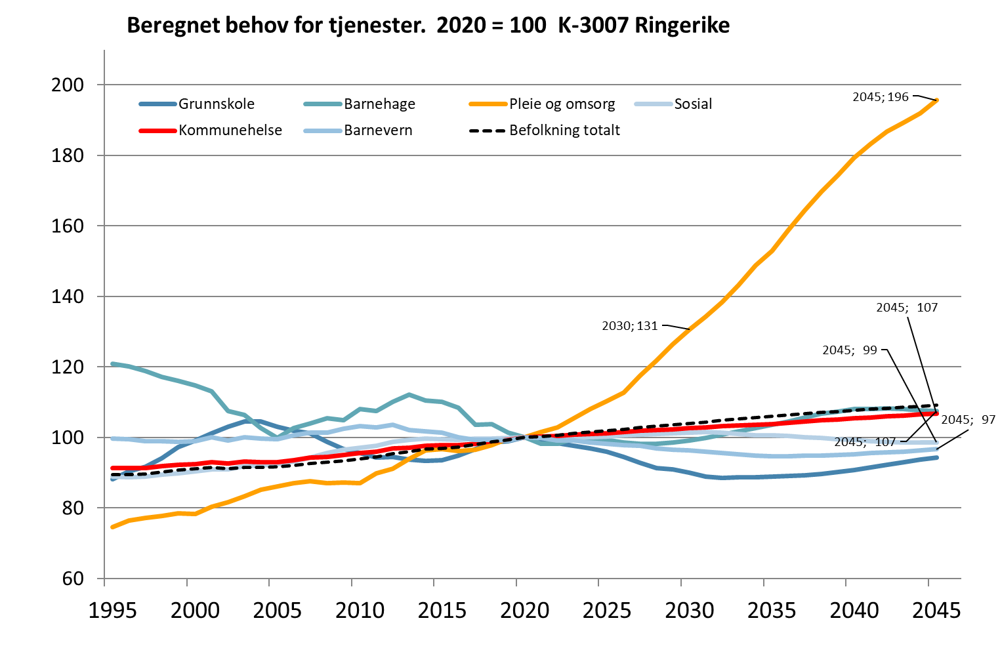 Beregnet behov for tjenester.  2020 = 100  K-3007 Ringerike
200
Grunnskole
Barnehage
Pleie og omsorg
Sosial
2045; 196
Kommunehelse
Barnevern
Befolkning totalt
180
160
140
2045;  107
2030; 131
2045;  99
120
2045;  97
100
2045;  107
80
60
1995 2000 2005 2010 2015 2020 2025 2030 2035 2040 2045